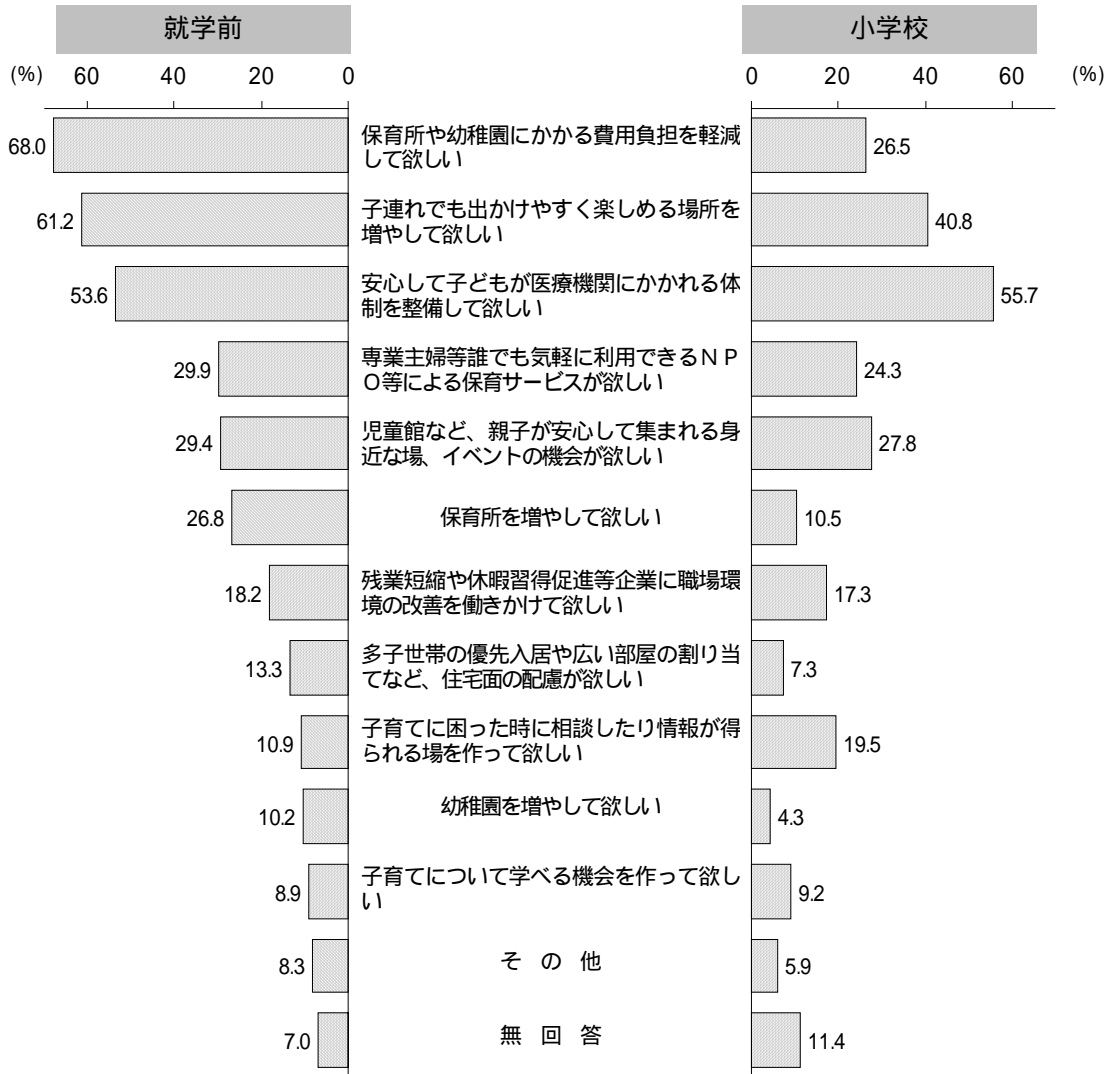 就学前 小学校
(%) 60 40 20 0 0 20 40 60 (%)
68.0 保育所や幼稚園にかかる費用負担を軽減 26.5
して欲しい
61.2 子連れでも出かけやすく楽しめる場所を 40.8
増やして欲しい
53.6 安心して子どもが医療機関にかかれる体 55.7
制を整備して欲しい
29.9 専業主婦等誰でも気軽に利用できるNP 24.3
O等による保育サービスが欲しい
29.4 児童館など、親子が安心して集まれる身 27.8
近な場、イベントの機会が欲しい
26.8 保育所を増やして欲しい 10.5
18.2 残業短縮や休暇習得促進等企業に職場環 17.3
境の改善を働きかけて欲しい
13.3 多子世帯の優先入居や広い部屋の割り当 7.3
てなど、住宅面の配慮が欲しい
10.9 子育てに困った時に相談したり情報が得 19.5
られる場を作って欲しい
10.2 幼稚園を増やして欲しい 4.3
8.9 子育てについて学べる機会を作って欲し 9.2
い
8.3 その他 5.9
7.0 無回答 11.4